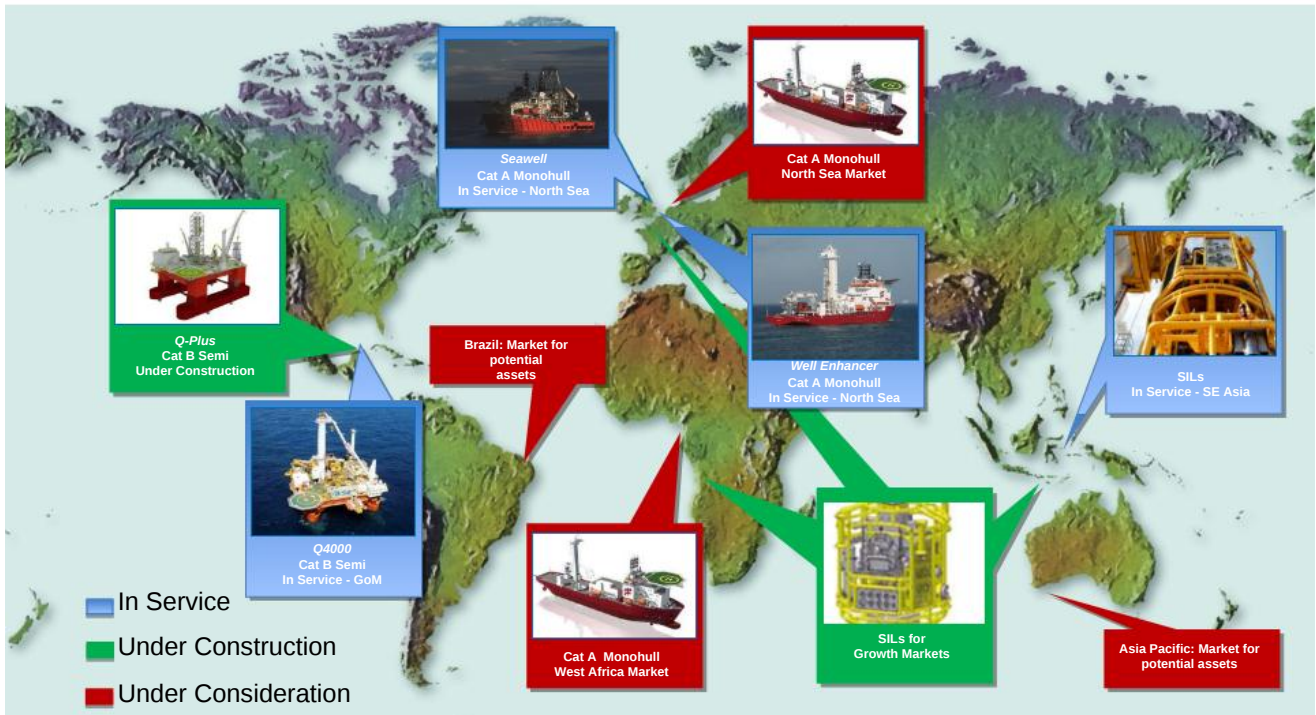 Seawell
Cat A Monohull
In Service - North Sea
Cat A Monohull
North Sea Market
Q-Plus
Cat B Semi
Under Construction
Brazil: Market for
potential
assets
Well Enhancer
Cat A Monohull
In Service - North Sea
SILs
In Service - SE Asia
Q4000
Cat B Semi
In Service - GoM
Cat A Monohull
West Africa Market
SILs for
Growth Markets
Asia Pacific: Market for
potential assets
In Service
Under Construction
Under Consideration